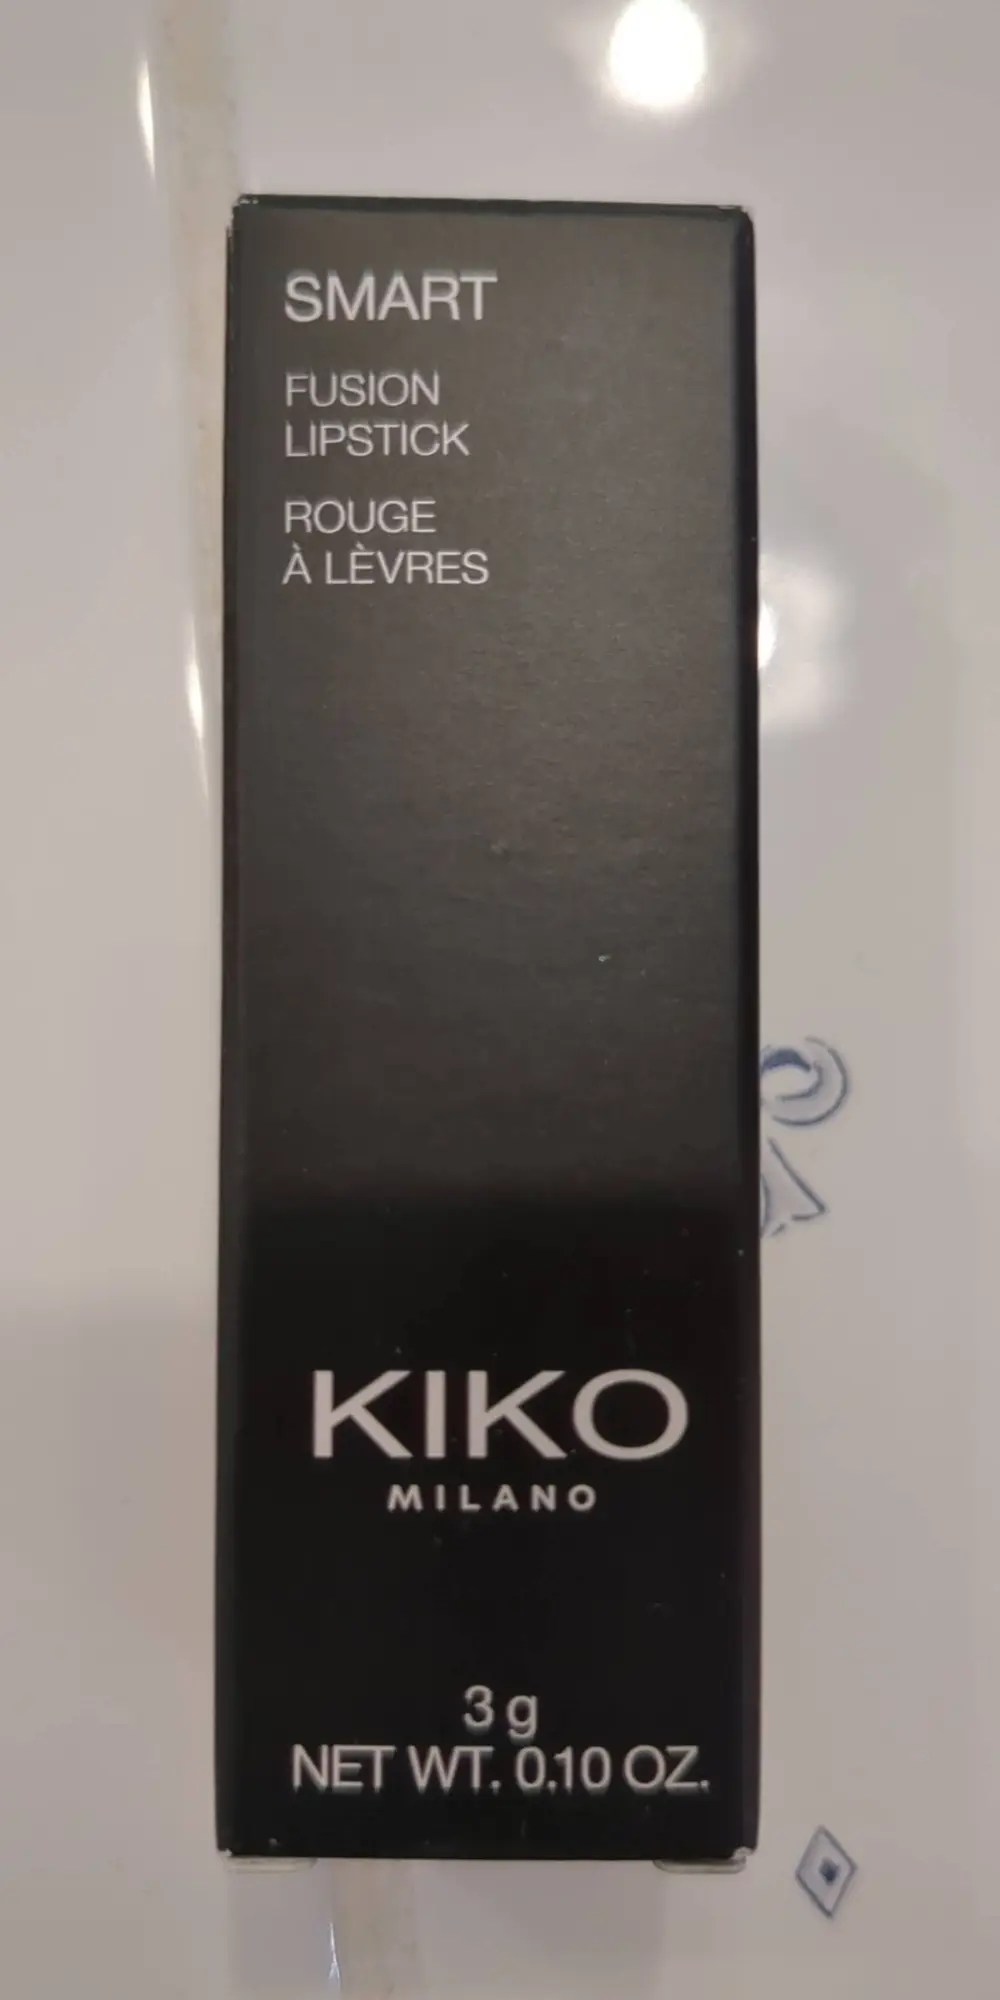 SMART
FUSION
LIPSTICK
ROUGE
À LÈVRES
KIKO
MILANO
3 g
NET WT. 0.10 OZ.